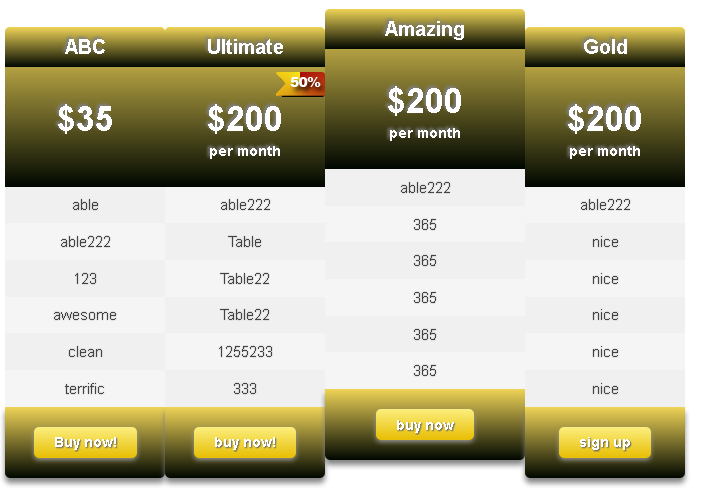 ABC
$35
able
able222
123
awesome
clean
terrific
Buy now!
Ultimate
50%
$200
per month
able222
Table
Table22
Table22
1255233
333
buy now!
Amazing
$200
per month
able222
365
365
365
365
365
buy now
Gold
$200
per month
able222
nice
nice
nice
nice
nice
sign up